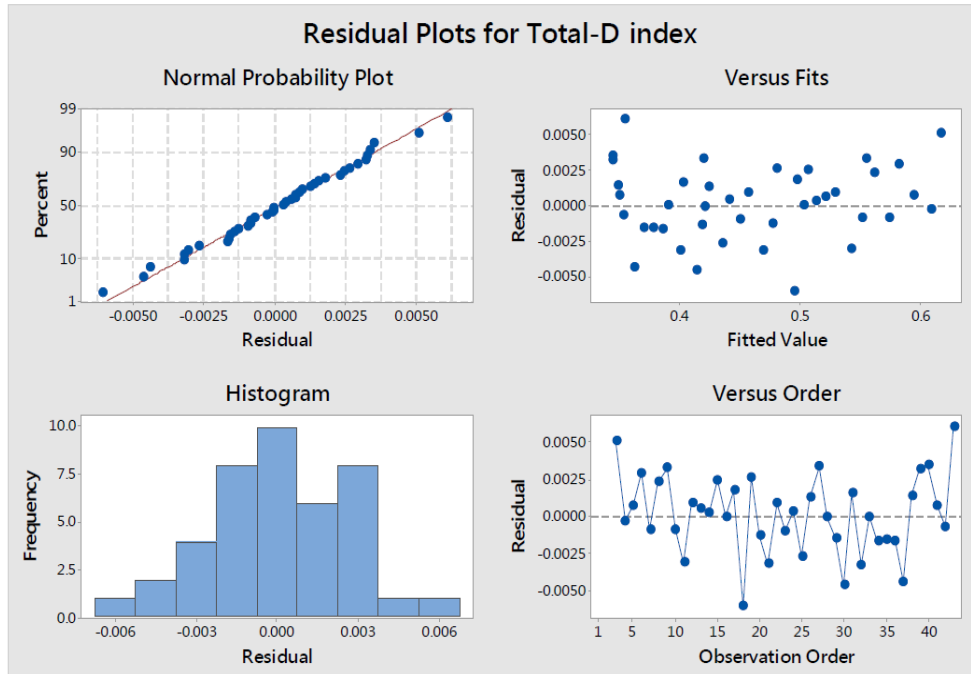 Residual Plots for Total-D index
Normal Probability Plot
99
90
50
10
1
Percent
-0.0050 -0.0025 0.0000 0.0025 0.0050
Residual
Versus Fits
0.0050
0.0025
0.0000
-0.0025
-0.0050
Residual
0.4 0.5 0.6
Fitted Value
Histogram
10.0
7.5
5.0
2.5
0.0
Frequency
-0.006 -0.003 0.000 0.003 0.006
Residual
Versus Order
0.0050
0.0025
0.0000
-0.0025
-0.0050
Residual
1 5 10 15 20 25 30 35 40
Observation Order